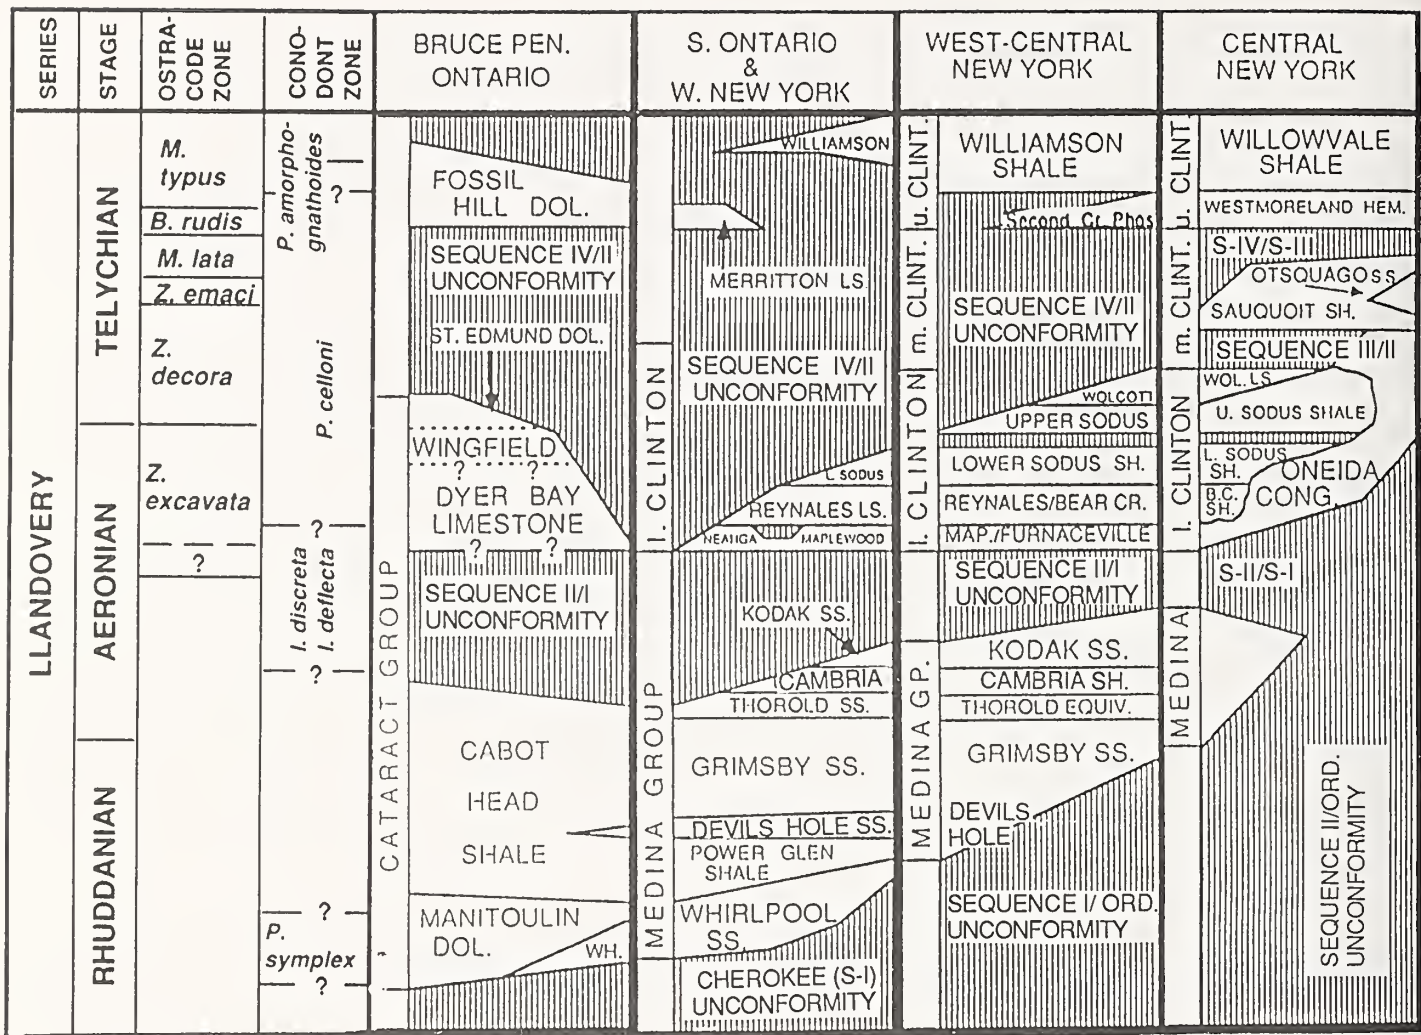 SERIES
STAGE
OSTRA-
CODE
ZONE
CONO-
DONT
ZONE
BRUCE PEN.
ONTARIO
S. ONTARIO
&
W. NEW YORK
WEST-CENTRAL
NEW YORK
CENTRAL
NEW YORK
LLANDOVERY
TELYCHIAN
AERONIAN
RHUDDANIAN
M.
typus
B. rudis
M. lata
Z. emaci
Z.
decora
Z.
excavata
?
P. amorpho-
gnathoides
?
P. celloni
?
I. discreta
I. deflecta
?
?
P.
symplex
?
CATARACT GROUP
FOSSIL
HILL DOL.
SEQUENCE IV/II
UNCONFORMITY
ST. EDMUND DOL.
WINGFIELD
? ?
DYER BAY
LIMESTONE
? ?
SEQUENCE II/I
UNCONFORMITY
CABOT
HEAD
SHALE
MANITOULIN
DOL.
WH.
l. CLINTON
MEDINA GROUP
WILLIAMSON
MERRITTON LS.
SEQUENCE IV/II
UNCONFORMITY
L. SODUS
REYNALES LS.
NEAHGA
MAPLEWOOD
KODAK
SS.
CAMBRIA
THOROLD SS.
GRIMSBY SS.
DEVILS HOLE SS.
POWER GLEN
SHALE
WHIRLPOOL
SS.
CHEROKEE (S-I)
UNCONFORMITY
u. CLINT.
m. CLINT.
l. CLINTON
MEDINA GP.
WILLIAMSON
SHALE
Second Cr. Phos
SEQUENCE IV/II
UNCONFORMITY
WOLCOTT
UPPER SODUS
LOWER SODUS SH.
REYNALES/BEAR CR.
MAP./FURNACEVILLE
SEQUENCE II/I
UNCONFORMITY
KODAK SS.
CAMBRIA SH.
THOROLD EQUIV.
GRIMSBY SS.
DEVILS
HOLE
SEQUENCE I/ ORD.
UNCONFORMITY
u. CLINT.
m. CLINT.
l. CLINTON
MEDINA
WILLOWVALE
SHALE
WESTMORELAND HEM.
S-IV/S-III
OTSQUAGO SS.
SAUQUOIT SH.
SEQUENCE III/II
WOL. LS.
U. SODUS SHALE
L. SODUS
SH.
ONEIDA
CONG.
B.C.
SH.
S-II/S-I
SEQUENCE II/ORD.
UNCONFORMITY